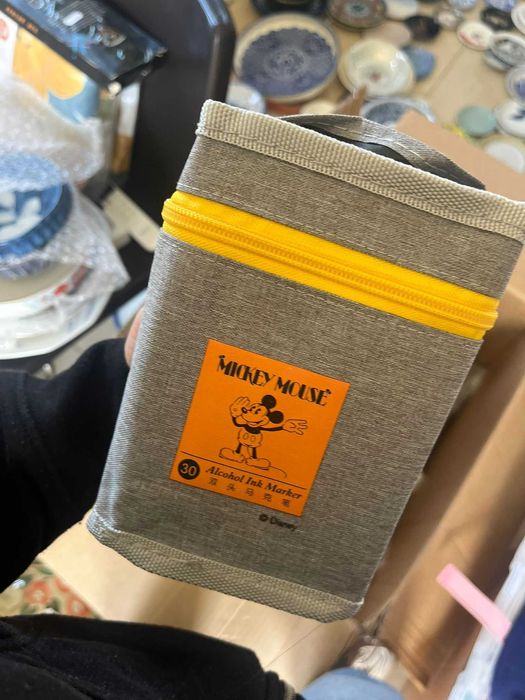 MICKEY MOUSE
30
Alcohol Ink Marker
双头马克笔
© Disney